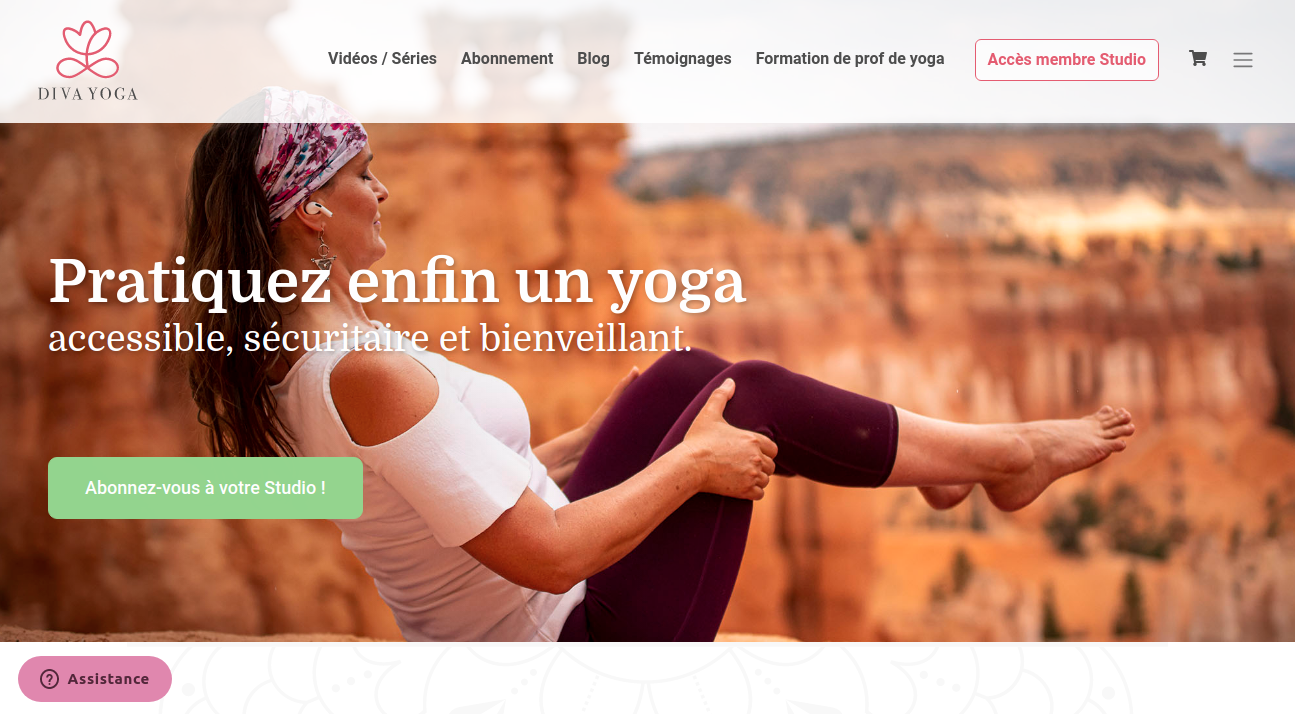 DIVA YOGA
Vidéos / Séries Abonnement Blog Témoignages Formation de prof de yoga Accès membre Studio
Pratiquez enfin un yoga
accessible, sécuritaire et bienveillant.
Abonnez-vous à votre Studio !
Assistance